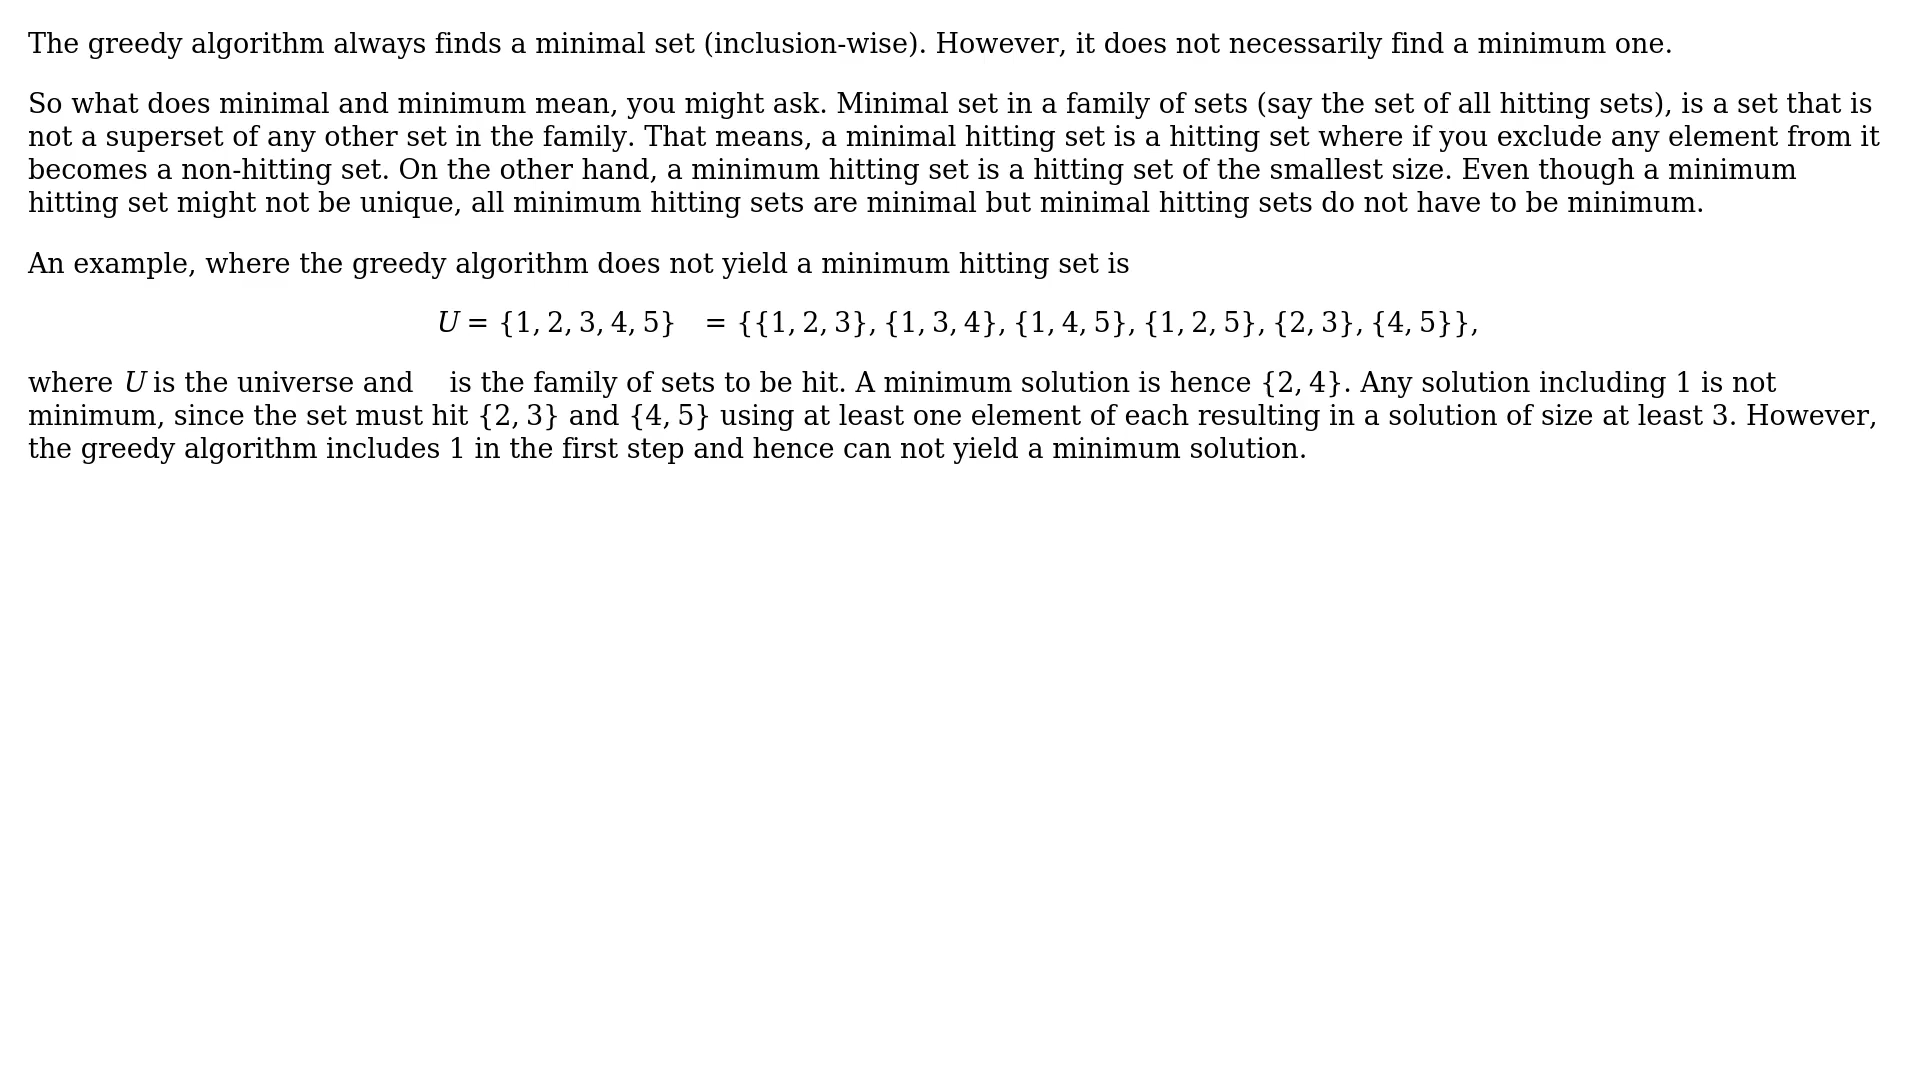 The greedy algorithm always finds a minimal set (inclusion-wise). However, it does not necessarily find a minimum one.
So what does minimal and minimum mean, you might ask. Minimal set in a family of sets (say the set of all hitting sets), is a set that is
not a superset of any other set in the family. That means, a minimal hitting set is a hitting set where if you exclude any element from it
becomes a non-hitting set. On the other hand, a minimum hitting set is a hitting set of the smallest size. Even though a minimum
hitting set might not be unique, all minimum hitting sets are minimal but minimal hitting sets do not have to be minimum.
An example, where the greedy algorithm does not yield a minimum hitting set is
U = {1, 2, 3, 4, 5} = {{1, 2, 3}, {1, 3, 4}, {1, 4, 5}, {1, 2, 5}, {2, 3}, {4, 5}},
where U is the universe and is the family of sets to be hit. A minimum solution is hence {2, 4}. Any solution including 1 is not
minimum, since the set must hit {2, 3} and {4, 5} using at least one element of each resulting in a solution of size at least 3. However,
the greedy algorithm includes 1 in the first step and hence can not yield a minimum solution.